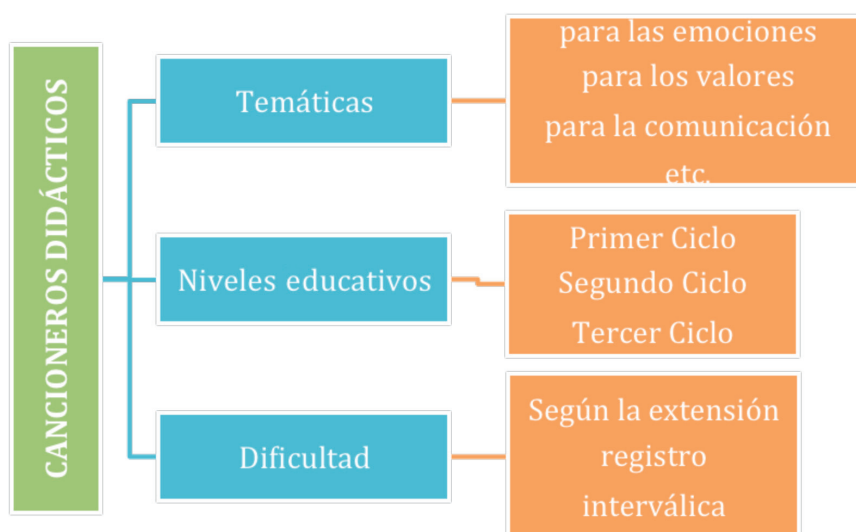 CANCIONEROS DIDÁCTICOS
Temáticas
para las emociones
para los valores
para la comunicación
etc.
Niveles educativos
Primer Ciclo
Segundo Ciclo
Tercer Ciclo
Dificultad
Según la extensión
registro
interválica